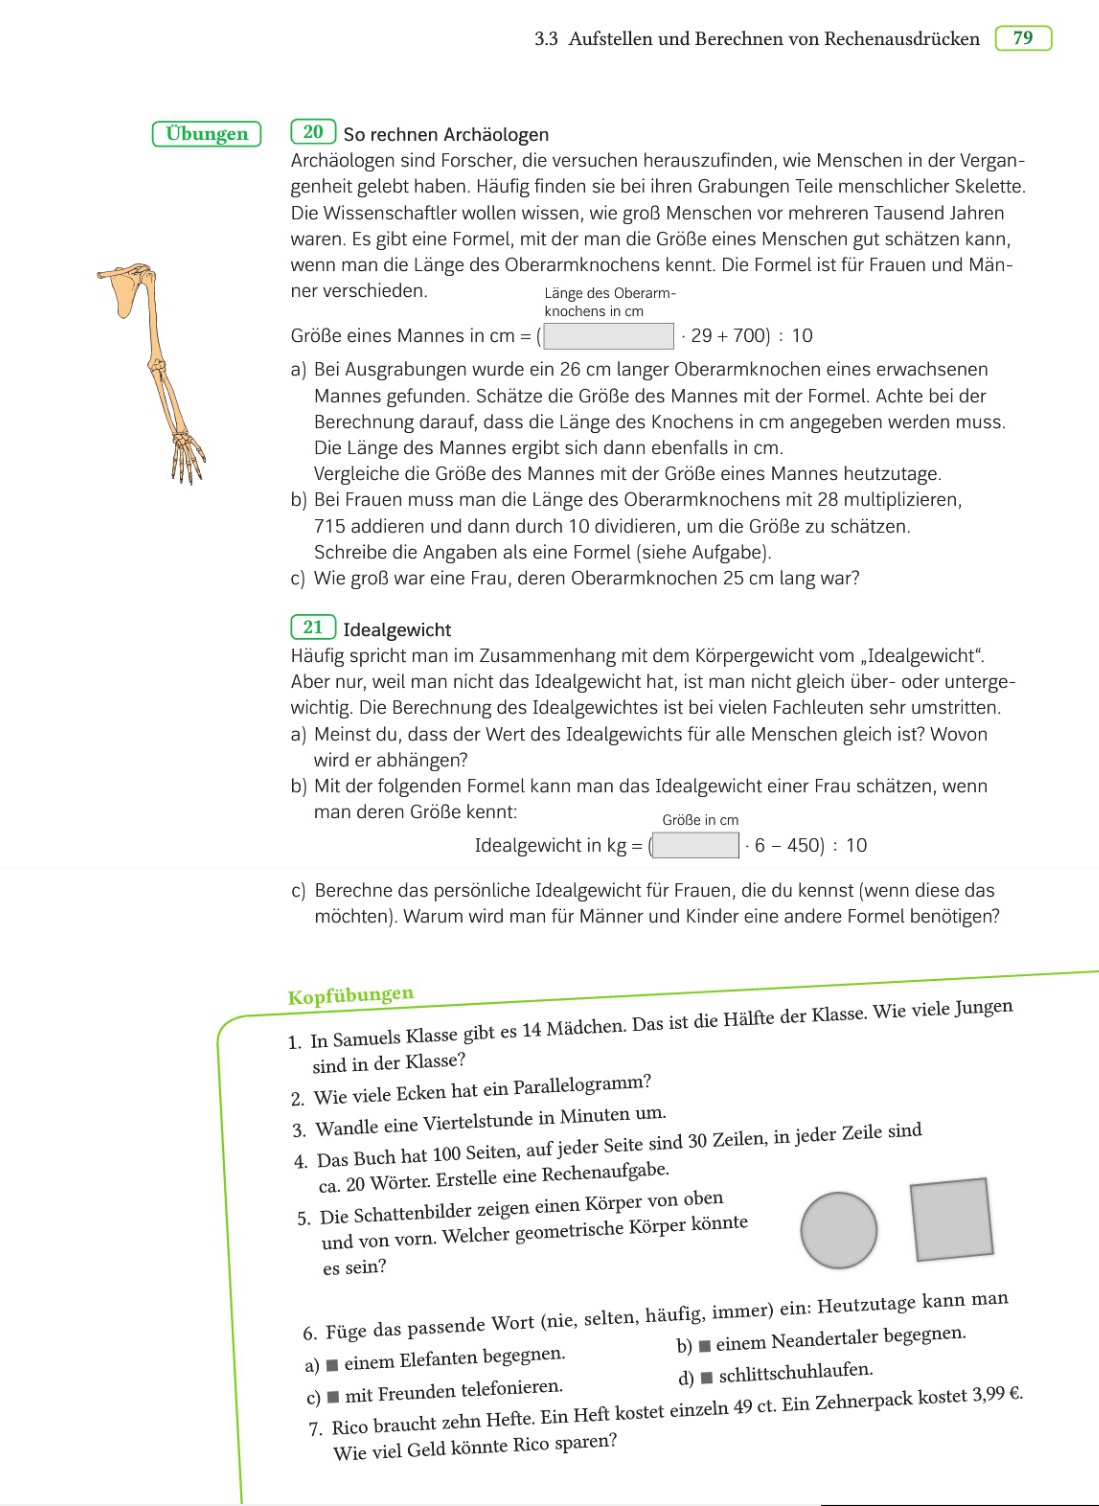 3.3 Aufstellen und Berechnen von Rechenausdrücken 79
Übungen
20 So rechnen Archäologen
Archäologen sind Forscher, die versuchen herauszufinden, wie Menschen in der Vergan-
genheit gelebt haben. Häufig finden sie bei ihren Grabungen Teile menschlicher Skelette.
Die Wissenschaftler wollen wissen, wie groß Menschen vor mehreren Tausend Jahren
waren. Es gibt eine Formel, mit der man die Größe eines Menschen gut schätzen kann,
wenn man die Länge des Oberarmknochens kennt. Die Formel ist für Frauen und Män-
ner verschieden.
Länge des Oberarm-
knochens in cm
Größe eines Mannes in cm = ( · 29 + 700) : 10
a) Bei Ausgrabungen wurde ein 26 cm langer Oberarmknochen eines erwachsenen
Mannes gefunden. Schätze die Größe des Mannes mit der Formel. Achte bei der
Berechnung darauf, dass die Länge des Knochens in cm angegeben werden muss.
Die Länge des Mannes ergibt sich dann ebenfalls in cm.
Vergleiche die Größe des Mannes mit der Größe eines Mannes heutzutage.
b) Bei Frauen muss man die Länge des Oberarmknochens mit 28 multiplizieren,
715 addieren und dann durch 10 dividieren, um die Größe zu schätzen.
Schreibe die Angaben als eine Formel (siehe Aufgabe).
c) Wie groß war eine Frau, deren Oberarmknochen 25 cm lang war?
21 Idealgewicht
Häufig spricht man im Zusammenhang mit dem Körpergewicht vom „Idealgewicht“.
Aber nur, weil man nicht das Idealgewicht hat, ist man nicht gleich über- oder unterge-
wichtig. Die Berechnung des Idealgewichtes ist bei vielen Fachleuten sehr umstritten.
a) Meinst du, dass der Wert des Idealgewichts für alle Menschen gleich ist? Wovon
wird er abhängen?
b) Mit der folgenden Formel kann man das Idealgewicht einer Frau schätzen, wenn
man deren Größe kennt:
Größe in cm
Idealgewicht in kg = ( · 6 – 450) : 10
c) Berechne das persönliche Idealgewicht für Frauen, die du kennst (wenn diese das
möchten). Warum wird man für Männer und Kinder eine andere Formel benötigen?
Kopfübungen
1. In Samuels Klasse gibt es 14 Mädchen. Das ist die Hälfte der Klasse. Wie viele Jungen
sind in der Klasse?
2. Wie viele Ecken hat ein Parallelogramm?
3. Wandle eine Viertelstunde in Minuten um.
4. Das Buch hat 100 Seiten, auf jeder Seite sind 30 Zeilen, in jeder Zeile sind
ca. 20 Wörter. Erstelle eine Rechenaufgabe.
5. Die Schattenbilder zeigen einen Körper von oben
und von vorn. Welcher geometrische Körper könnte
es sein?
6. Füge das passende Wort (nie, selten, häufig, immer) ein: Heutzutage kann man
a) ■ einem Elefanten begegnen. b) ■ einem Neandertaler begegnen.
c) ■ mit Freunden telefonieren. d) ■ schlittschuhlaufen.
7. Rico braucht zehn Hefte. Ein Heft kostet einzeln 49 ct. Ein Zehnerpack kostet 3,99 €.
Wie viel Geld könnte Rico sparen?